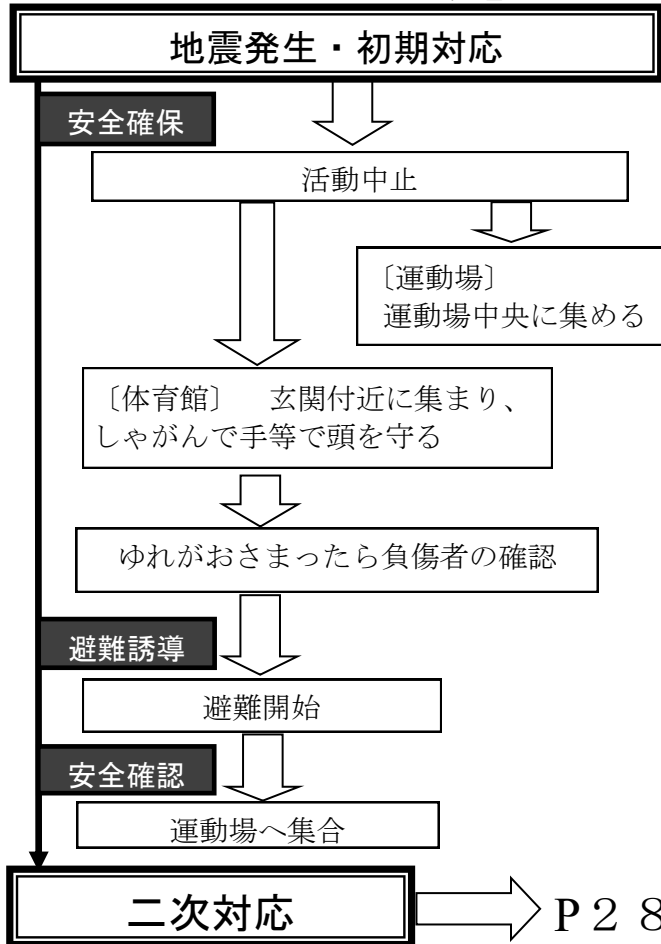 地震発生・初期対応
安全確保
活動中止
〔運動場〕
運動場中央に集める
〔体育館〕　玄関付近に集まり、
しゃがんで手等で頭を守る
ゆれがおさまったら負傷者の確認
避難誘導
避難開始
安全確認
運動場へ集合
二次対応
P２８